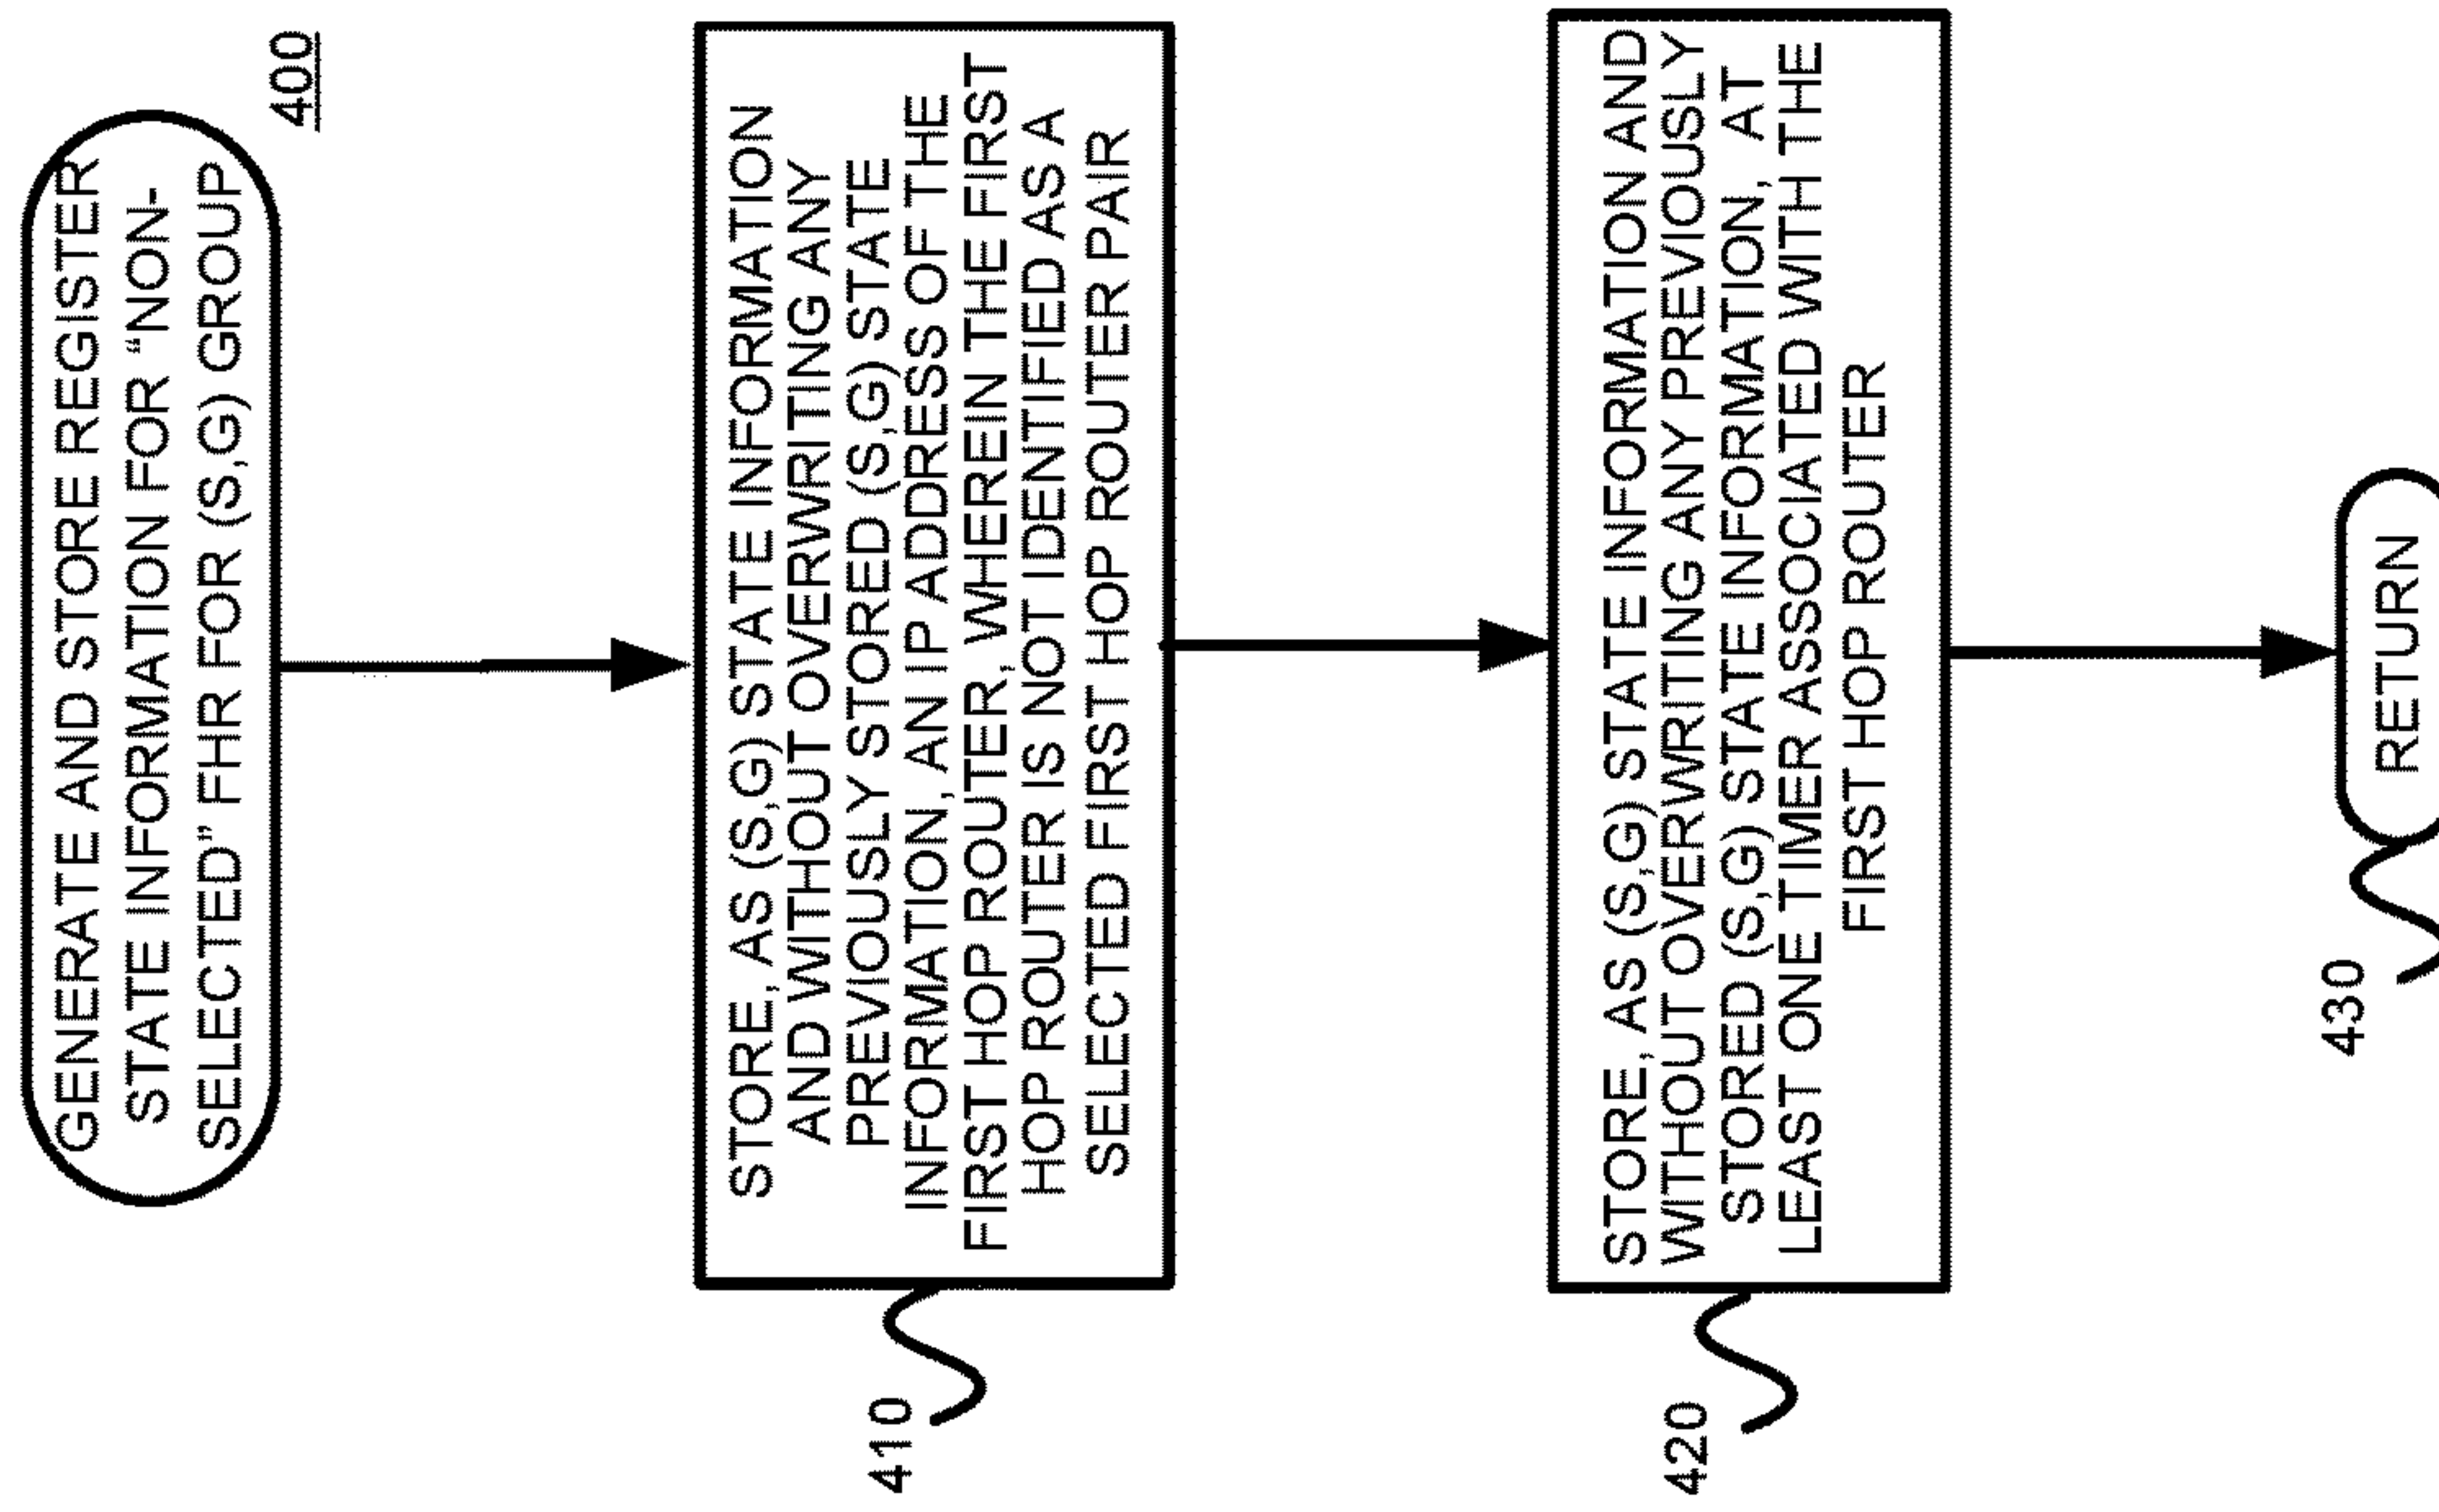 GENERATE AND STORE REGISTER
STATE INFORMATION FOR “NON-
SELECTED” FHR FOR (S,G) GROUP
400
STORE, AS (S,G) STATE INFORMATION
AND WITHOUT OVERWRITING ANY
PREVIOUSLY STORED (S,G) STATE
INFORMATION, AN IP ADDRESS OF THE
FIRST HOP ROUTER, WHEREIN THE FIRST
HOP ROUTER IS NOT IDENTIFIED AS A
SELECTED FIRST HOP ROUTER PAIR
410
STORE, AS (S,G) STATE INFORMATION AND
WITHOUT OVERWRITING ANY PREVIOUSLY
STORED (S,G) STATE INFORMATION, AT
LEAST ONE TIMER ASSOCIATED WITH THE
FIRST HOP ROUTER
420
RETURN
430